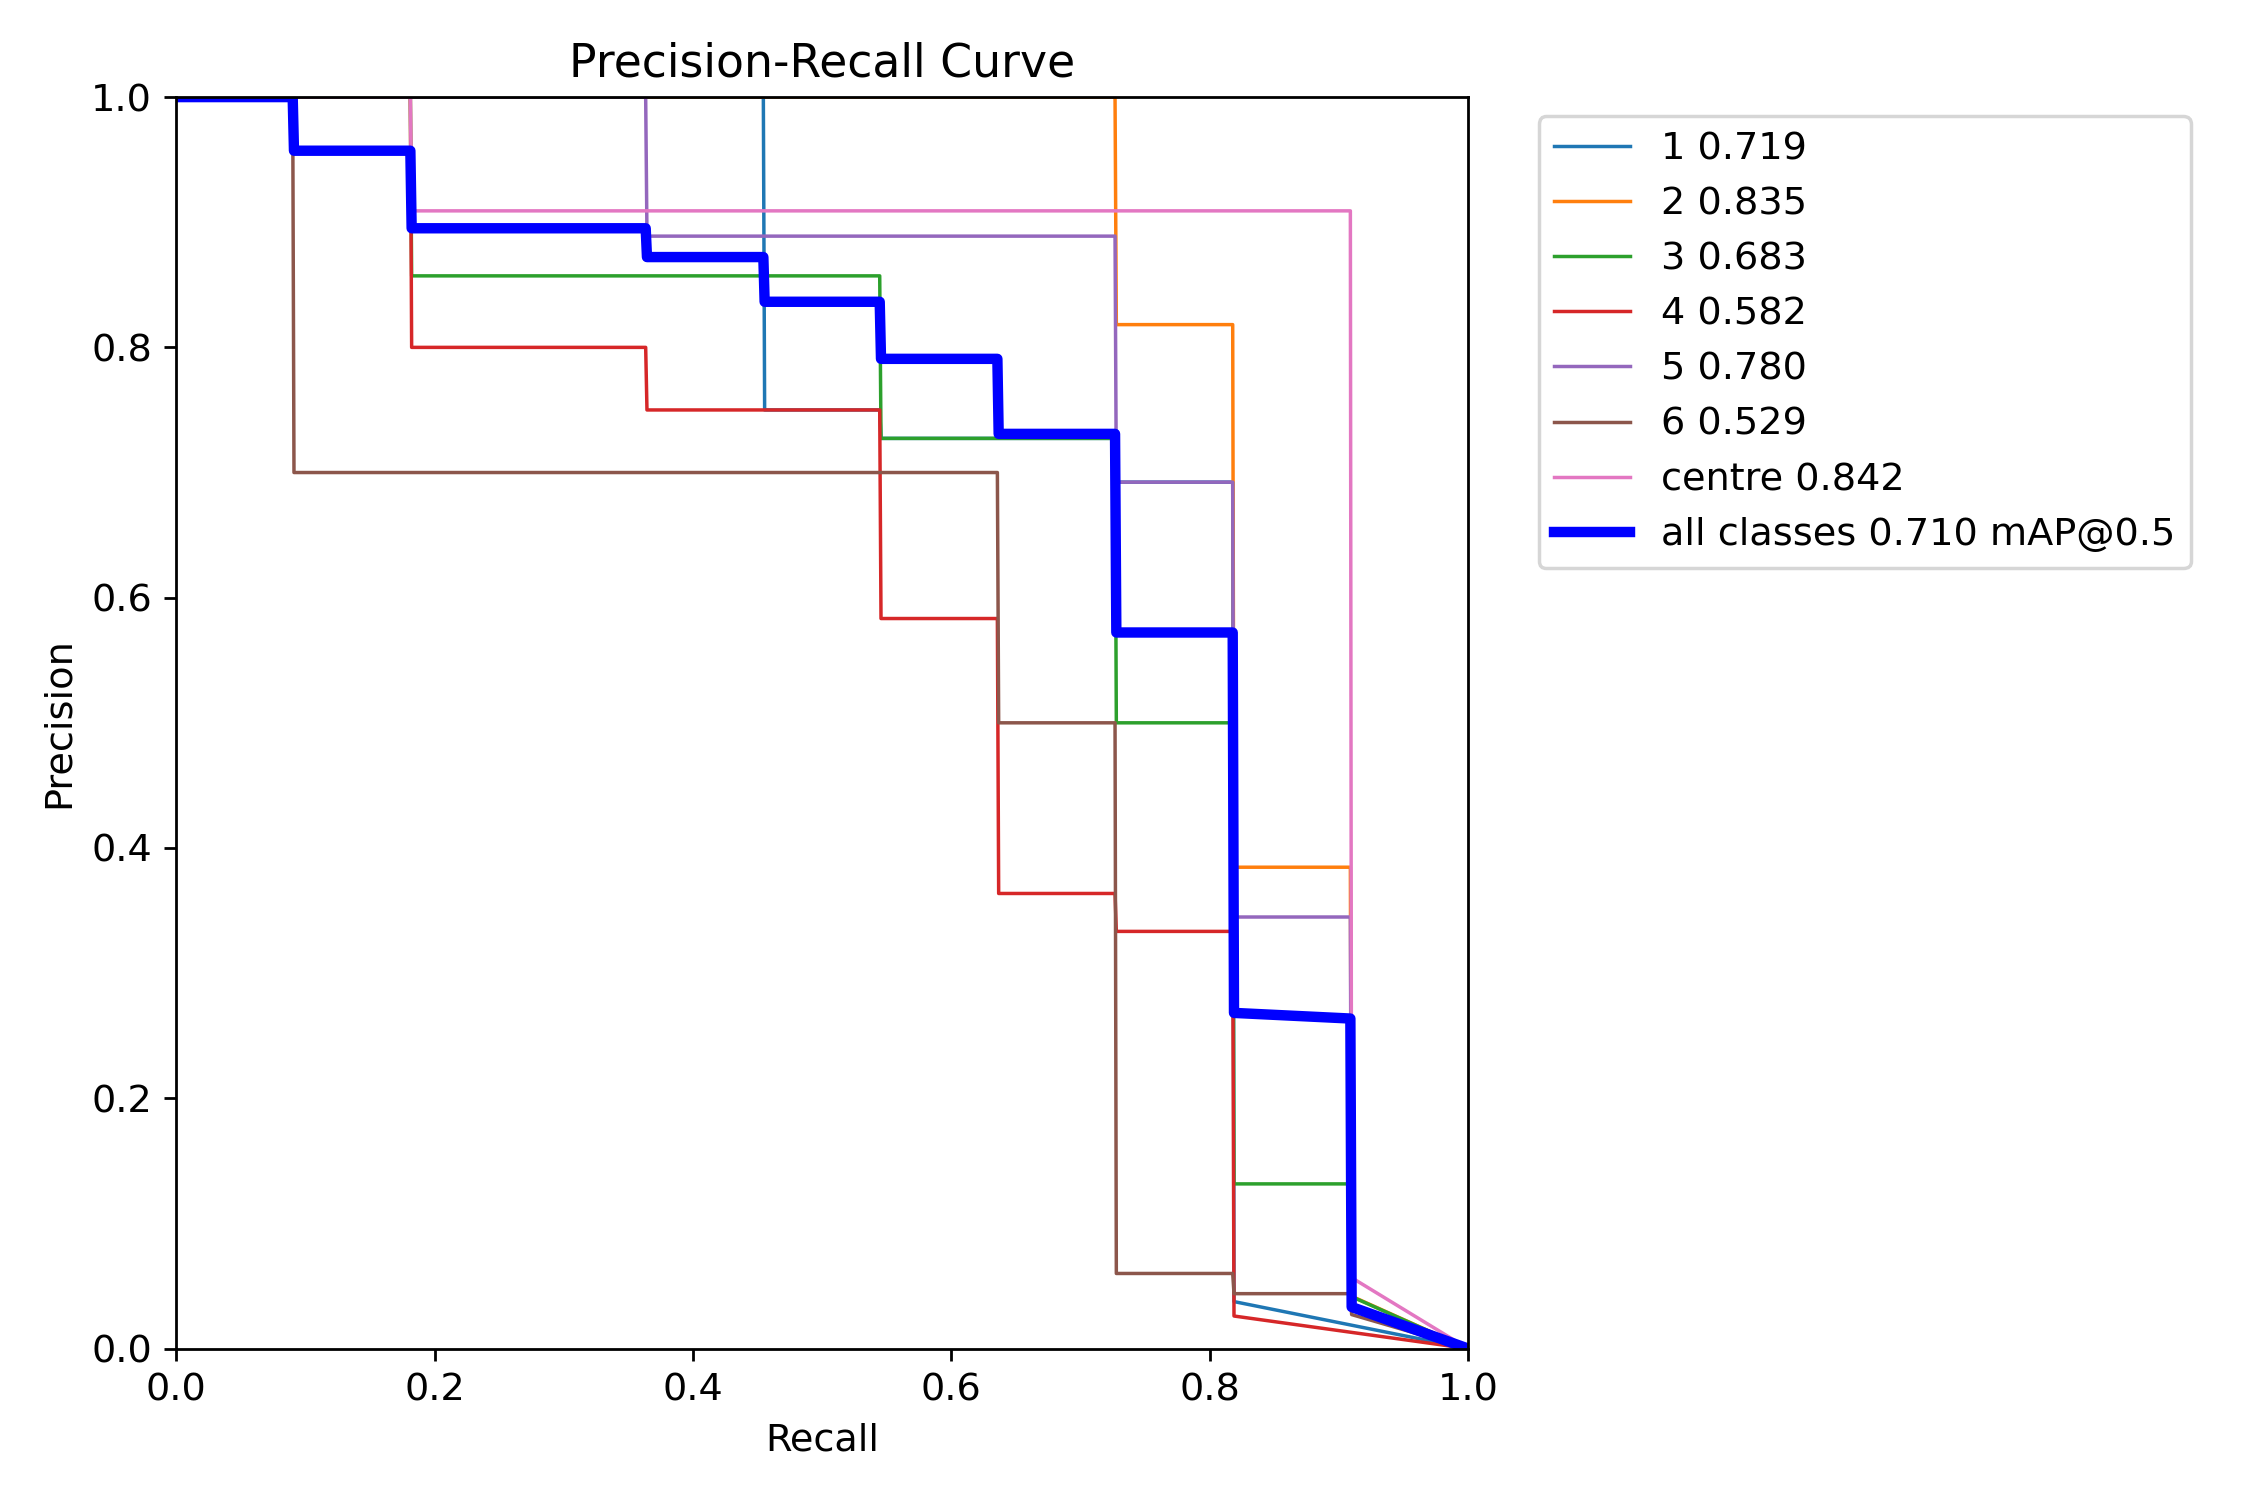 Precision-Recall Curve
1.0
0.8
0.6
0.4
0.2
0.0
Precision
0.0 0.2 0.4 0.6 0.8 1.0
Recall
1 0.719
2 0.835
3 0.683
4 0.582
5 0.780
6 0.529
centre 0.842
all classes 0.710 mAP@0.5